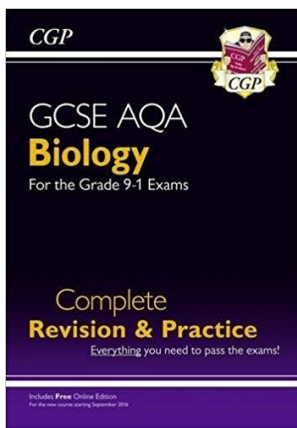 CGP
CGP
CGP
GCSE AQA
Biology
For the Grade 9-1 Exams
Complete
Revision & Practice
Everything you need to pass the exams!
Includes Free Online Edition
For the new course starting September 2016